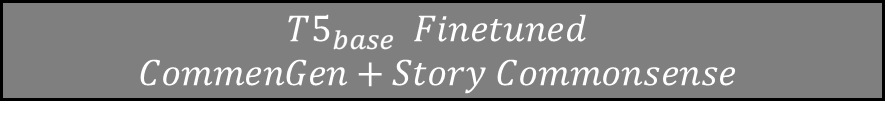 T5base Finetuned
CommenGen + Story Commonsense